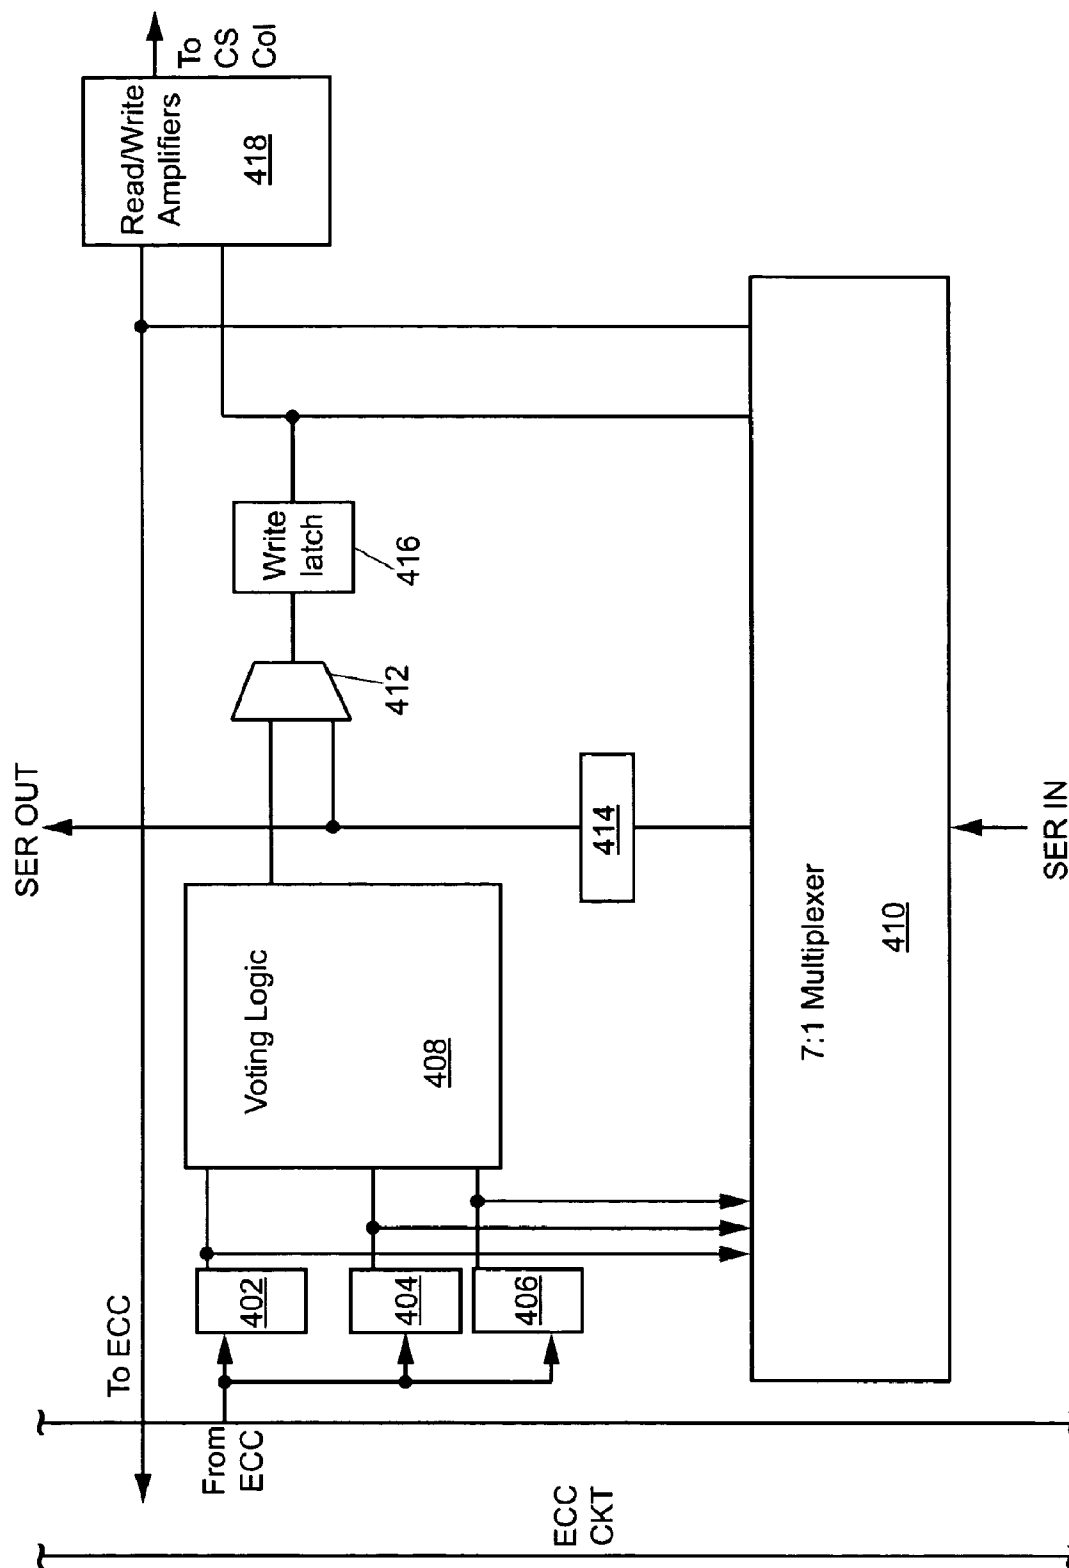 SER OUT
To ECC
From
ECC
ECC
CKT
402
404
406
Voting Logic
408
412
Write
latch
416
Read/Write
Amplifiers
418
To
CS
Col
414
7:1 Multiplexer
410
SER IN